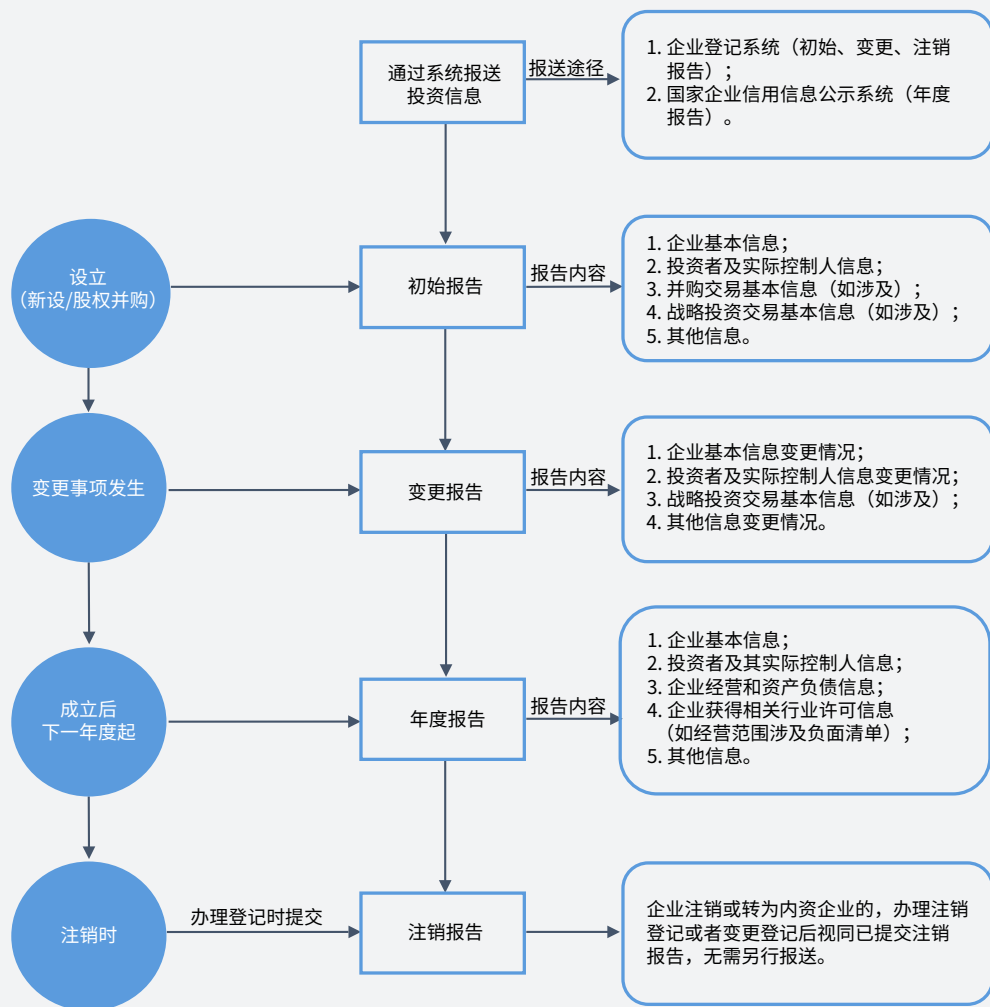 通过系统报送
投资信息
报送途径
1. 企业登记系统（初始、变更、注销
报告）；
2. 国家企业信用信息公示系统（年度
报告）。
设立
（新设/股权并购）
初始报告
报告内容
1. 企业基本信息；
2. 投资者及实际控制人信息；
3. 并购交易基本信息（如涉及）；
4. 战略投资交易基本信息（如涉及）；
5. 其他信息。
变更事项发生
变更报告
报告内容
1. 企业基本信息变更情况；
2. 投资者及实际控制人信息变更情况；
3. 战略投资交易基本信息（如涉及）；
4. 其他信息变更情况。
成立后
下一年度起
年度报告
报告内容
1. 企业基本信息；
2. 投资者及其实际控制人信息；
3. 企业经营和资产负债信息；
4. 企业获得相关行业许可信息
（如经营范围涉及负面清单）；
5. 其他信息。
注销时
办理登记时提交
注销报告
企业注销或转为内资企业的，办理注销
登记或者变更登记后视同已提交注销
报告，无需另行报送。